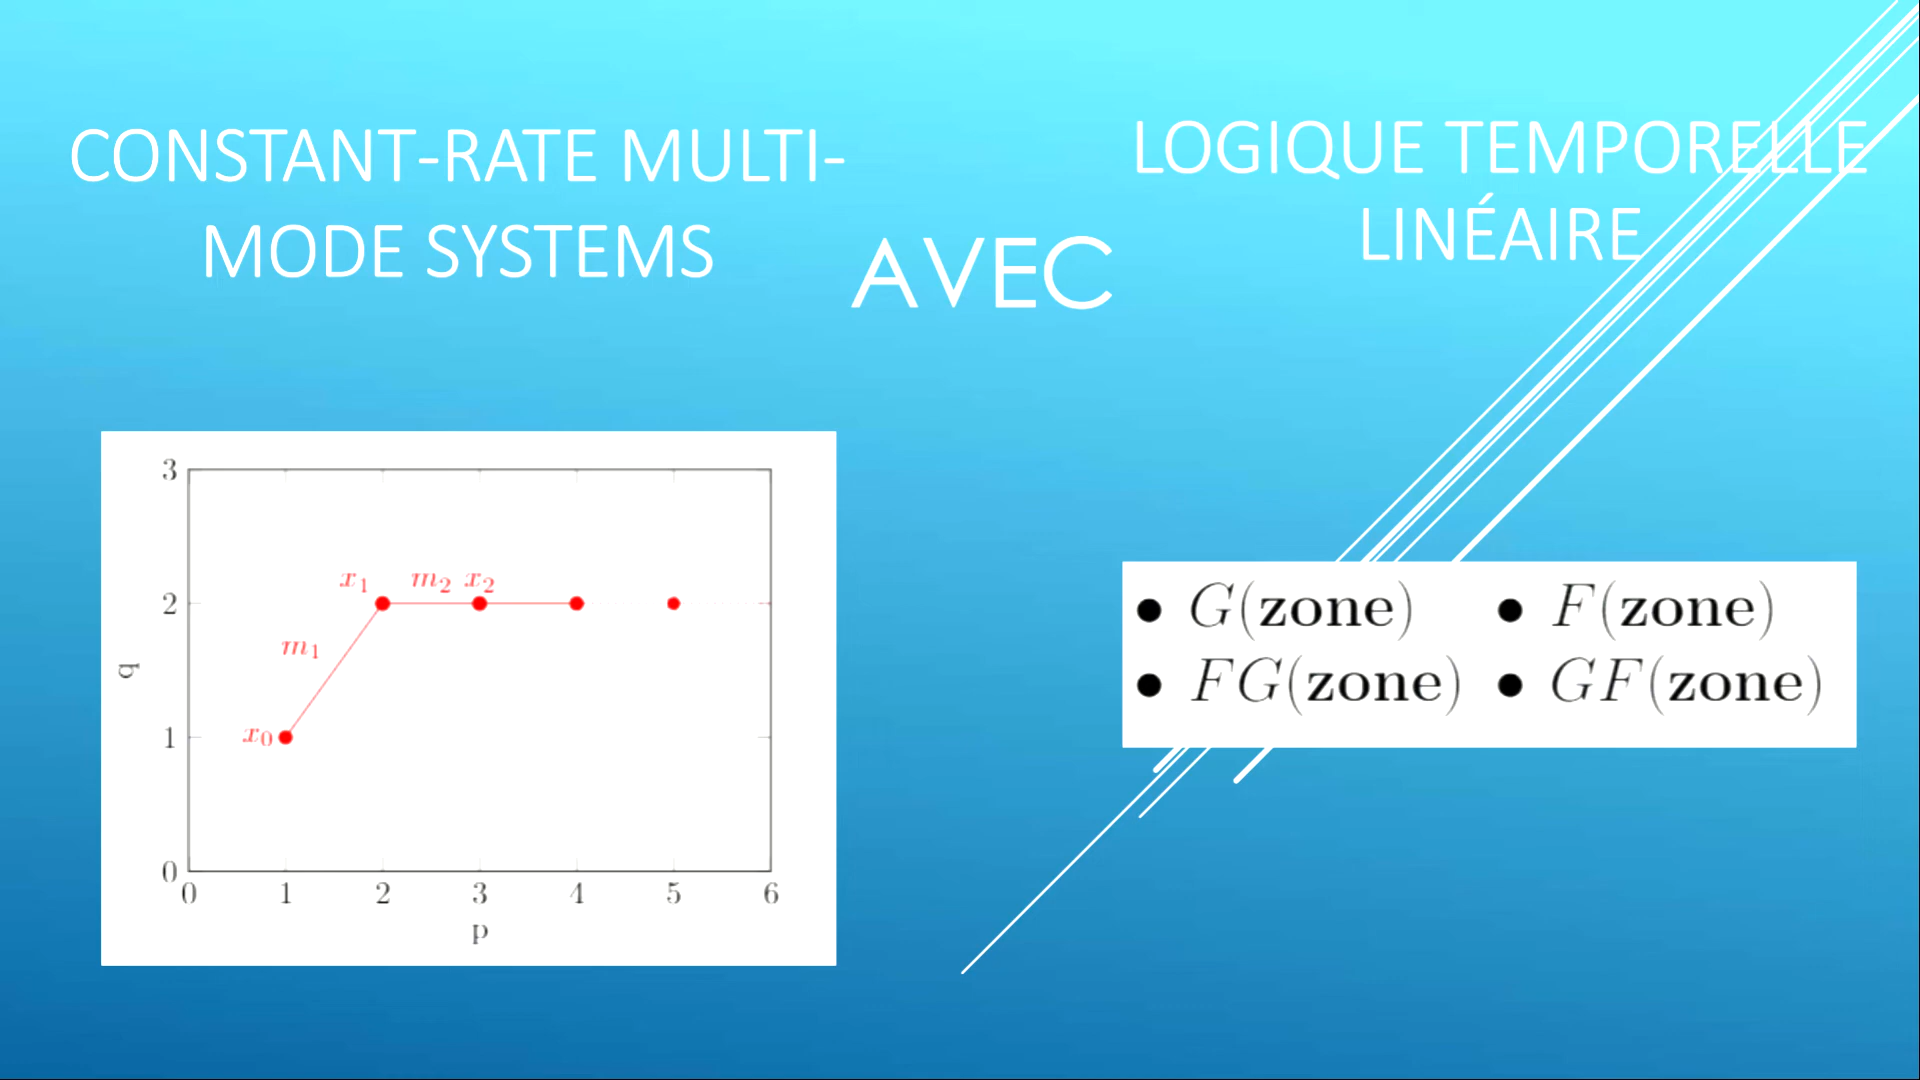 CONSTANT-RATE MULTI-
MODE SYSTEMS
AVEC
LOGIQUE TEMPORELLE
LINÉAIRE
3
x₁ m₂ x₂
2
m₁
q
x₀
1
0
0 1 2 3 4 5 6
p
● G(zone) ● F(zone)
● FG(zone) ● GF(zone)